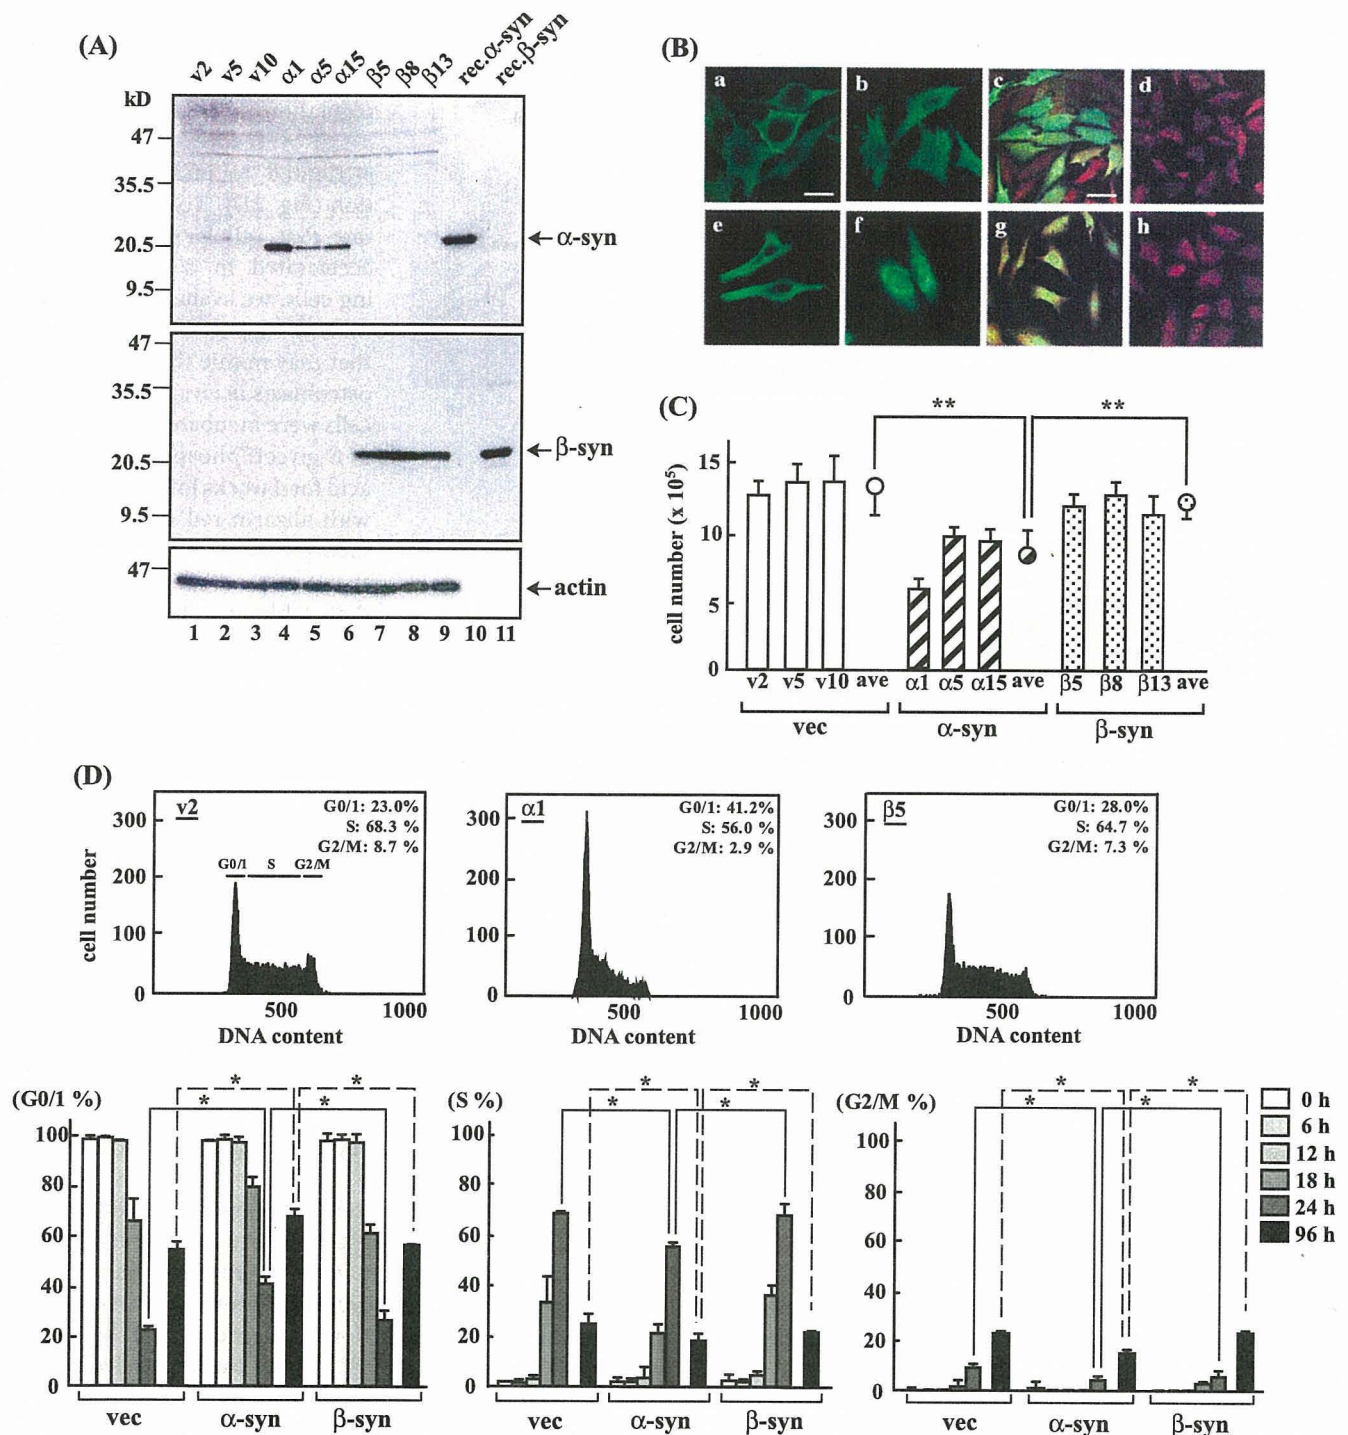 (A)
v2 v5 v10 α1 α5 α15 β5 β8 β13 rec.α-syn rec.β-syn
kD
47
35.5
20.5
9.5
←α-syn
47
35.5
20.5
9.5
←β-syn
47
←actin
1 2 3 4 5 6 7 8 9 10 11
(B)
a b c d
e f g h
(C)
** **
cell number (x 10⁵)
15
10
5
0
v2 v5 v10 ave α1 α5 α15 ave β5 β8 β13 ave
vec α-syn β-syn
(D)
v2
G0/1: 23.0%
S: 68.3 %
G2/M: 8.7 %
G0/1 S G2/M
cell number
300
200
100
0
500 1000
DNA content
α1
G0/1: 41.2%
S: 56.0 %
G2/M: 2.9 %
300
200
100
0
500 1000
DNA content
β5
G0/1: 28.0%
S: 64.7 %
G2/M: 7.3 %
300
200
100
0
500 1000
DNA content
(G0/1 %)
* *
* *
100
80
60
40
20
0
vec α-syn β-syn
(S %)
* *
* *
100
80
60
40
20
0
vec α-syn β-syn
(G2/M %)
* *
* *
100
80
60
40
20
0
vec α-syn β-syn
0 h
6 h
12 h
18 h
24 h
96 h